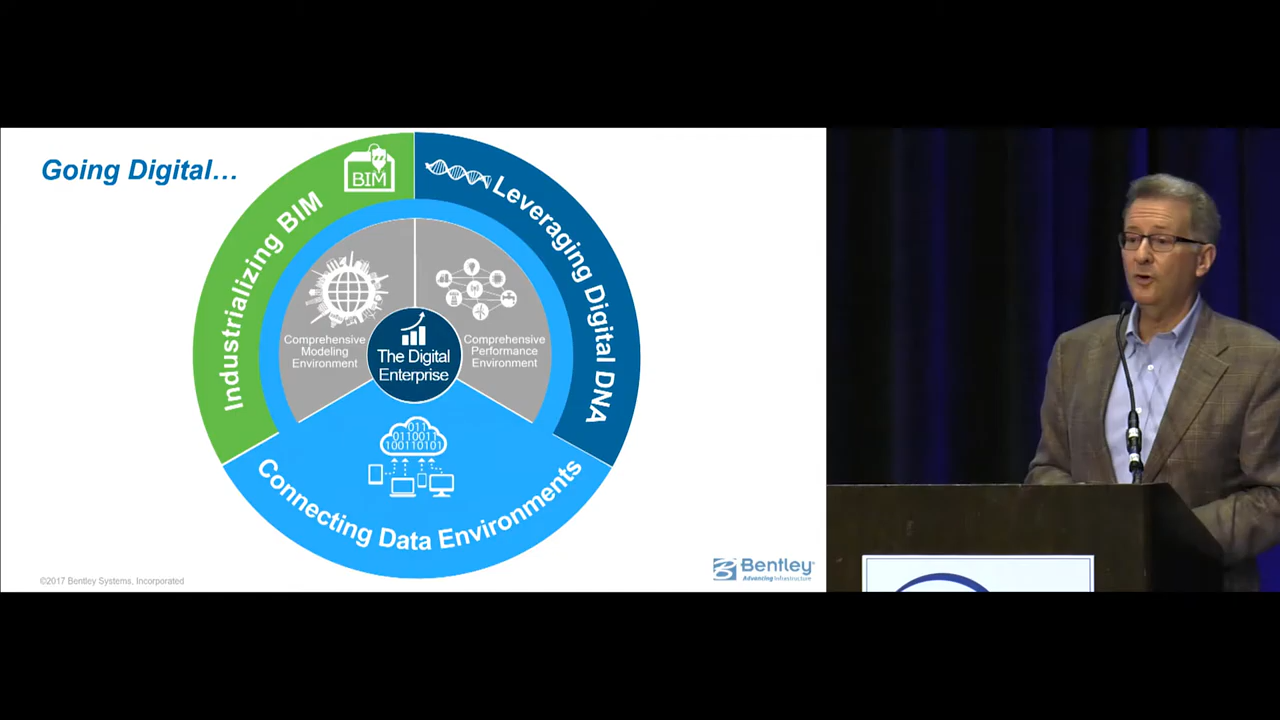 Going Digital...
Industrializing BIM
BIM
Leveraging Digital DNA
Comprehensive
Modeling
Environment
Comprehensive
Performance
Environment
The Digital
Enterprise
011
0110011
100110101
Connecting Data Environments
©2017 Bentley Systems, Incorporated
Bentley®
Advancing Infrastructure